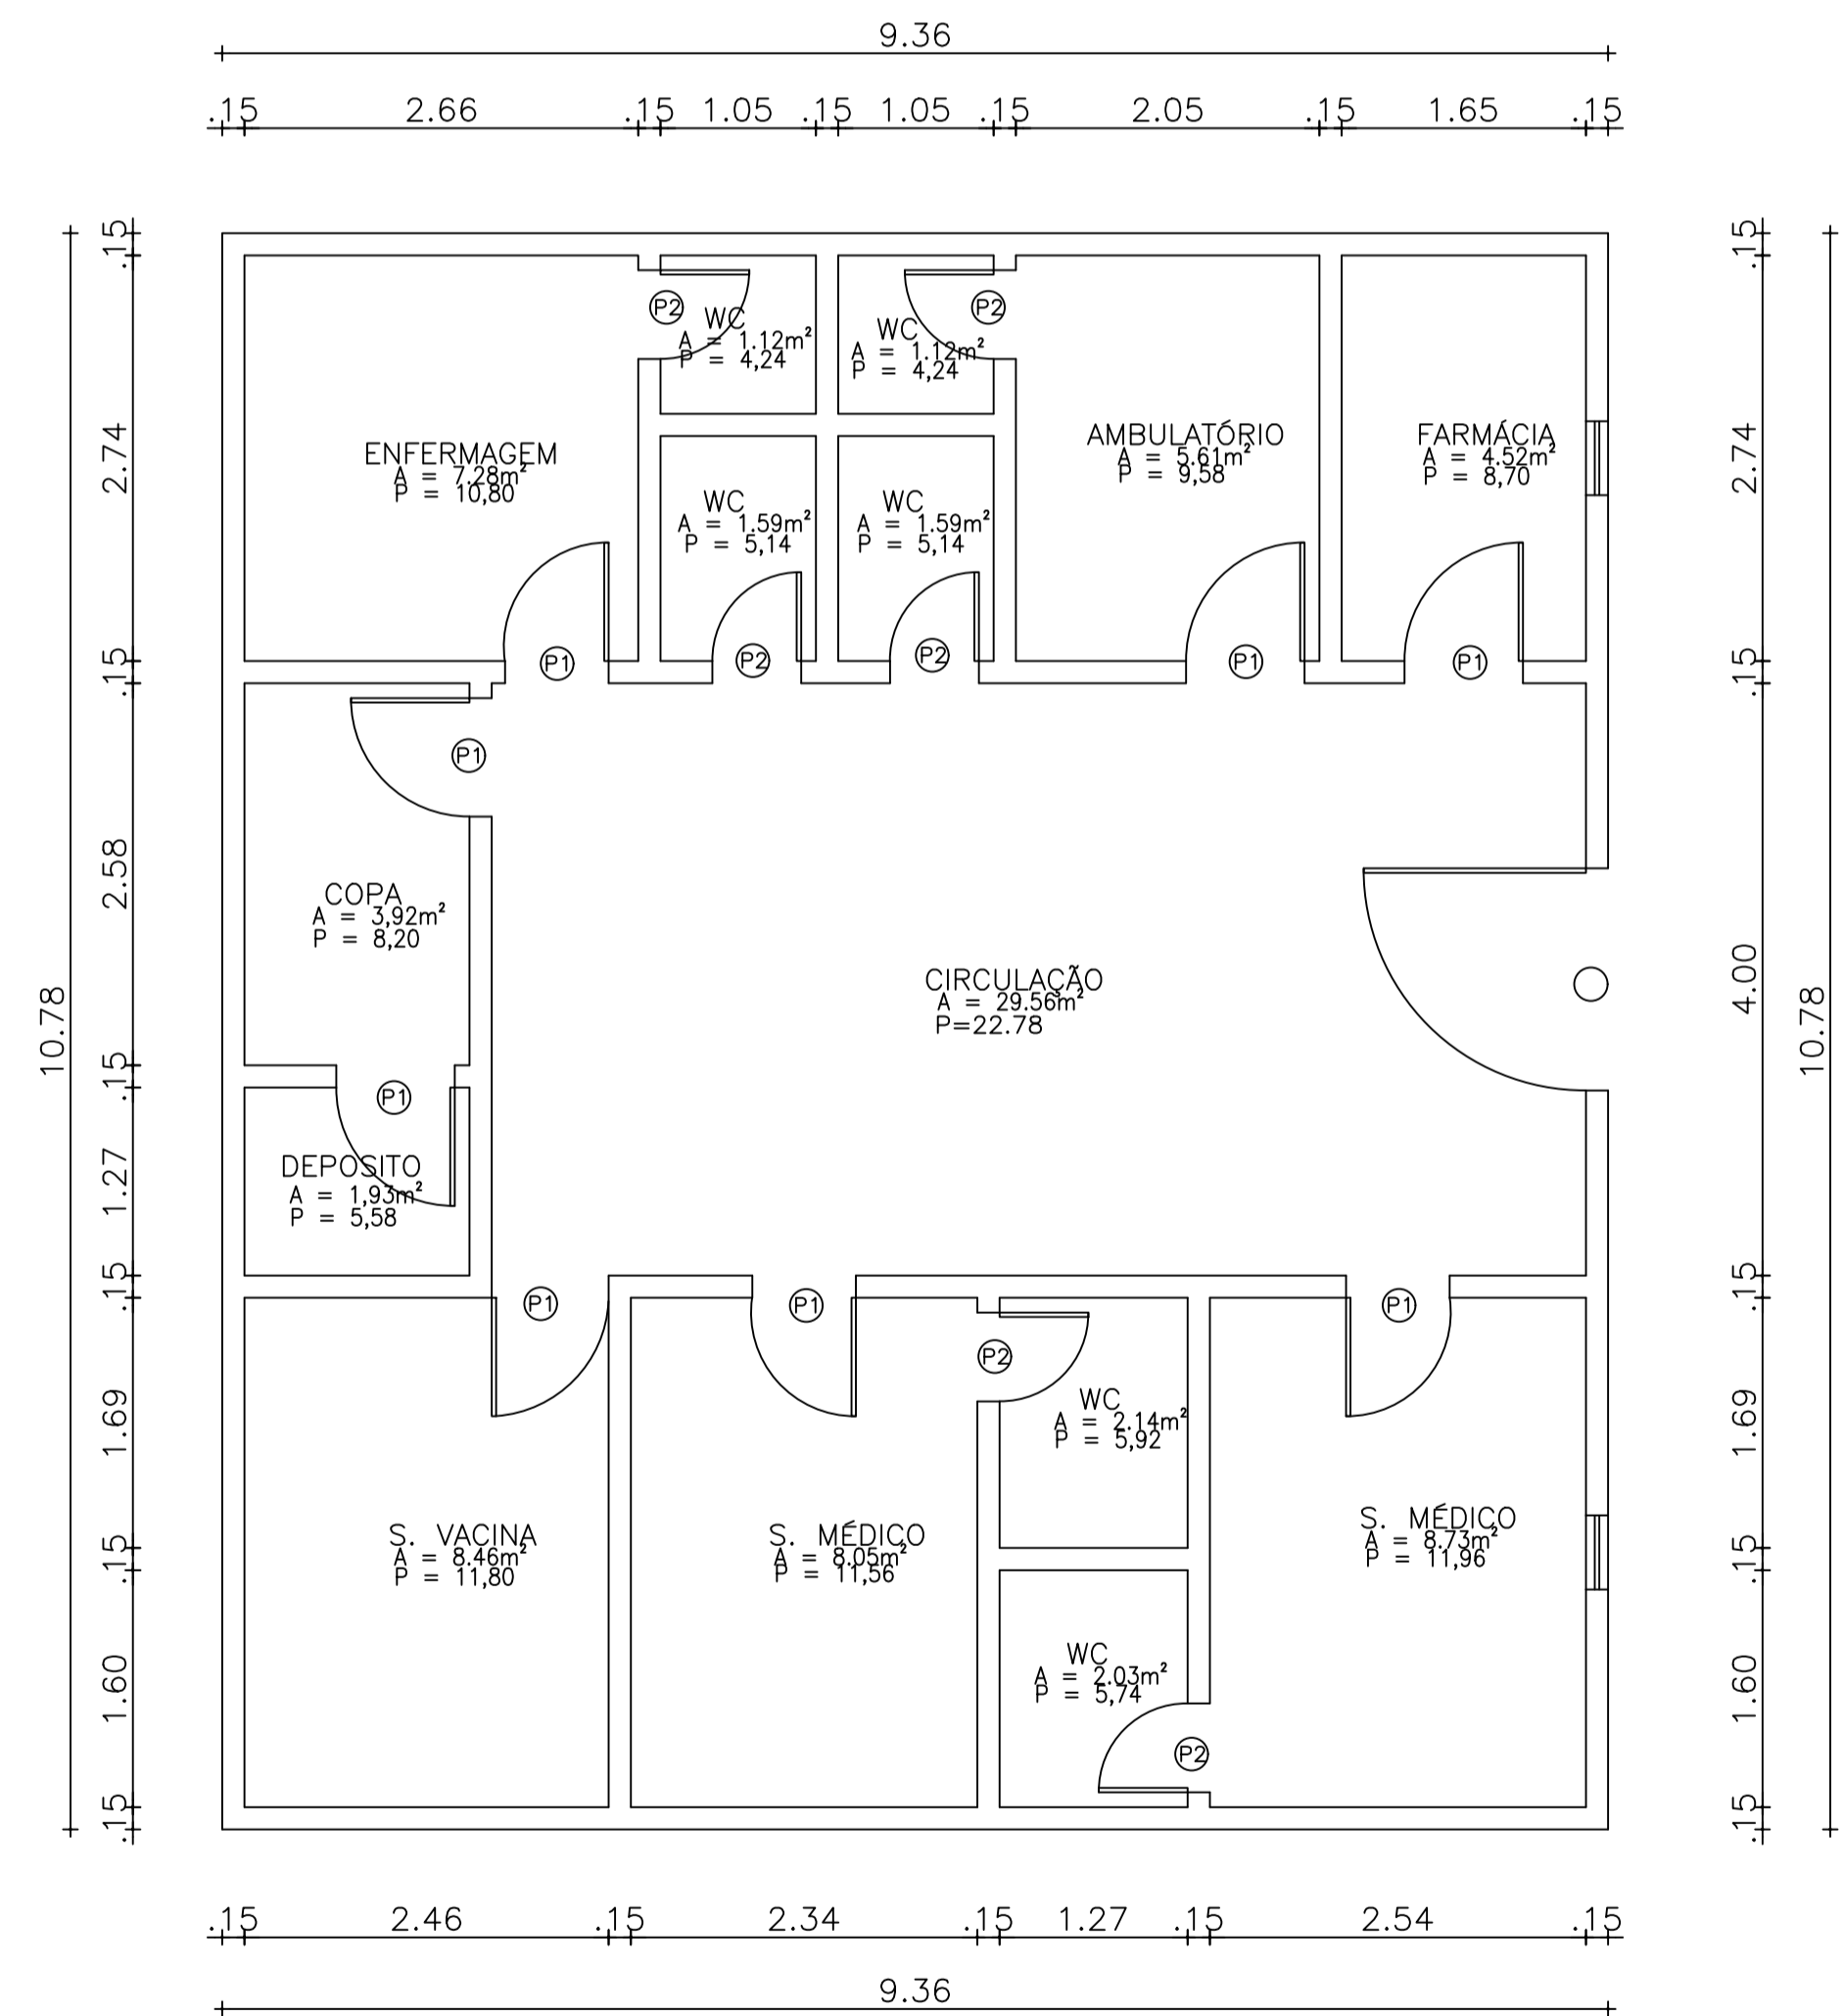 9.36
.15 2.66 .15 1.05 .15 1.05 .15 2.05 .15 1.65 .15
.15
2.74
.15
2.58
.15
1.27
.15
1.69
.15
1.60
.15
10.78
P2
WC
A = 1.12m²
P = 4,24
P2
WC
A = 1.12m²
P = 4,24
ENFERMAGEM
A = 7.28m²
P = 10,80
WC
A = 1.59m²
P = 5,14
WC
A = 1.59m²
P = 5,14
AMBULATÓRIO
A = 5.61m²
P = 9,58
FARMÁCIA
A = 4.52m²
P = 8,70
P1
P2
P2
P1
P1
P1
COPA
A = 3,92m²
P = 8,20
CIRCULAÇÃO
A = 29.56m²
P=22.78
P1
DEPOSITO
A = 1,93m²
P = 5,58
P1
P1
P1
P2
WC
A = 2.14m²
P = 5,92
S. VACINA
A = 8.46m²
P = 11,80
S. MÉDICO
A = 8.05m²
P = 11,56
S. MÉDICO
A = 8.73m²
P = 11,96
WC
A = 2.03m²
P = 5,74
P2
.15
2.74
.15
4.00
.15
1.69
.15
1.60
.15
10.78
.15 2.46 .15 2.34 .15 1.27 .15 2.54 .15
9.36